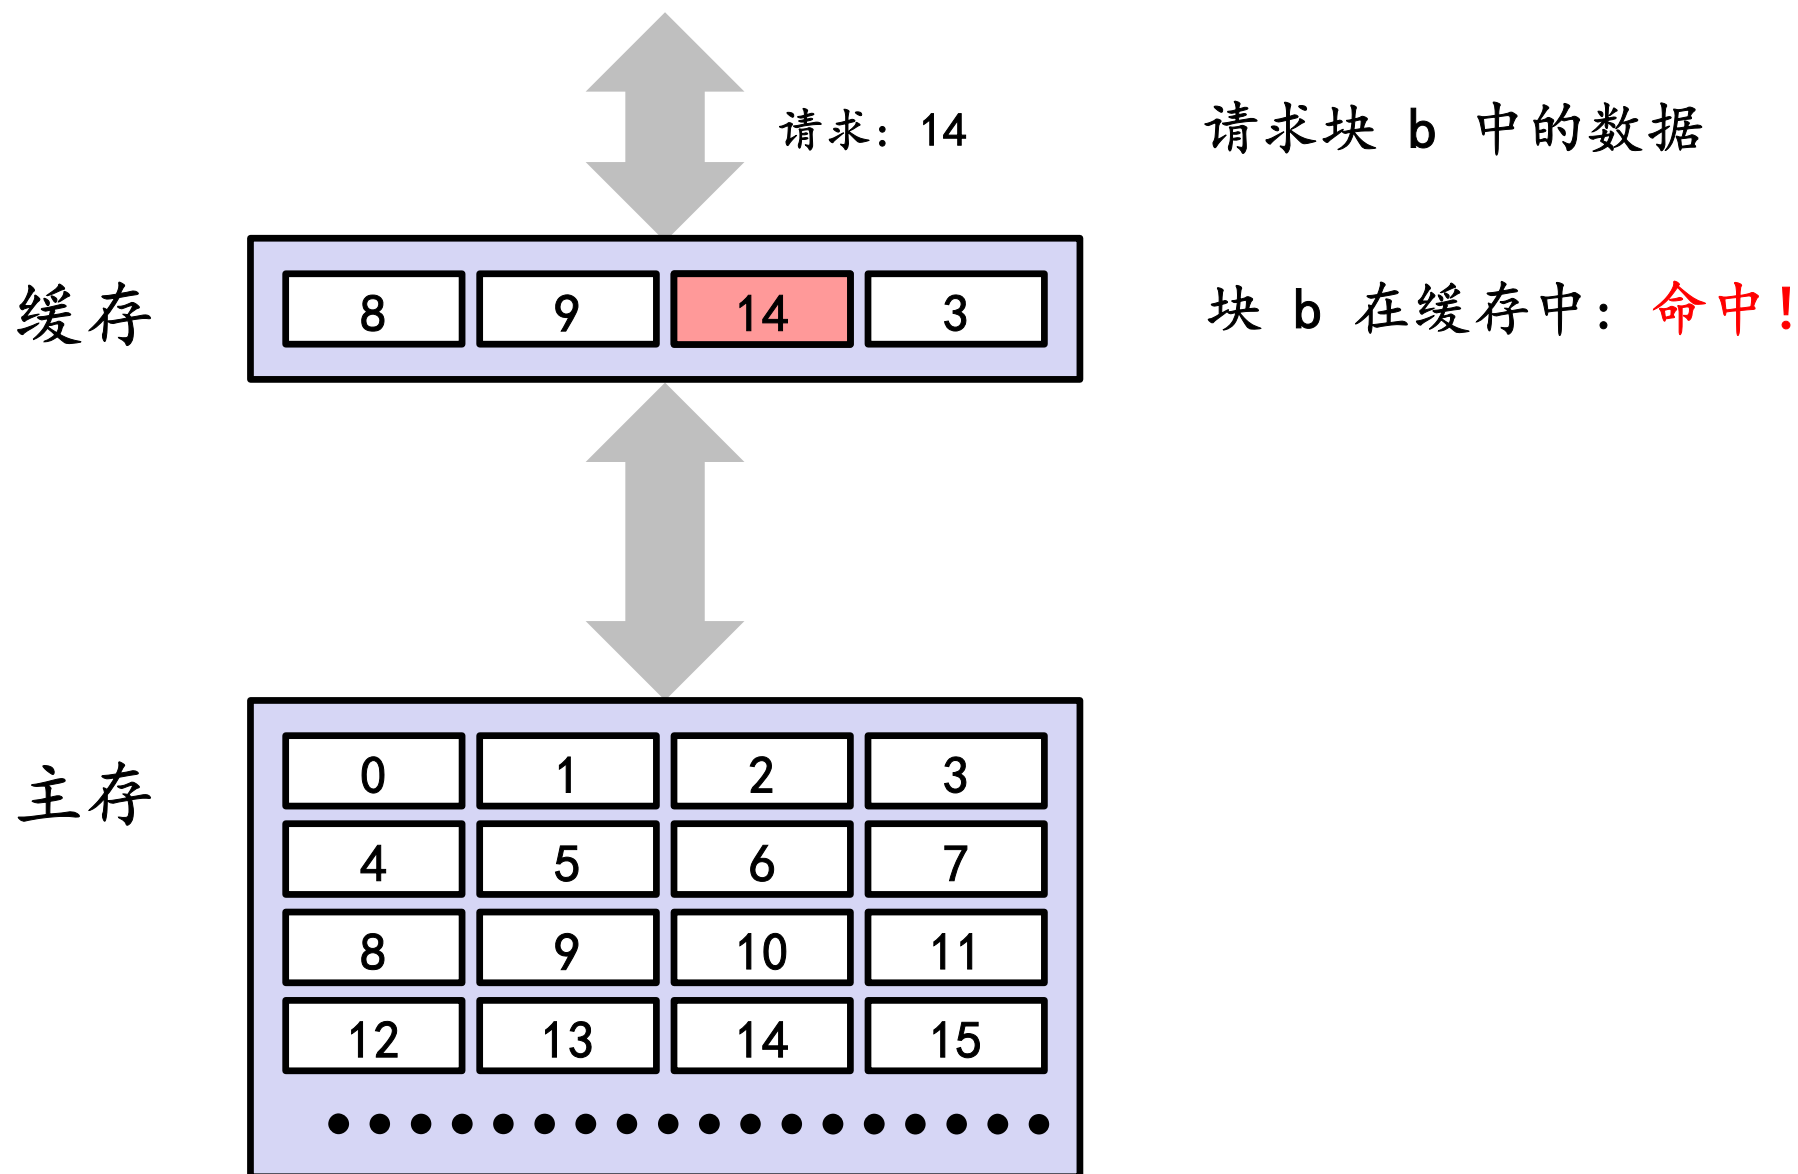 请求: 14
请求块 b 中的数据
缓存
8 9 14 3
块 b 在缓存中: 命中!
主存
0 1 2 3
4 5 6 7
8 9 10 11
12 13 14 15